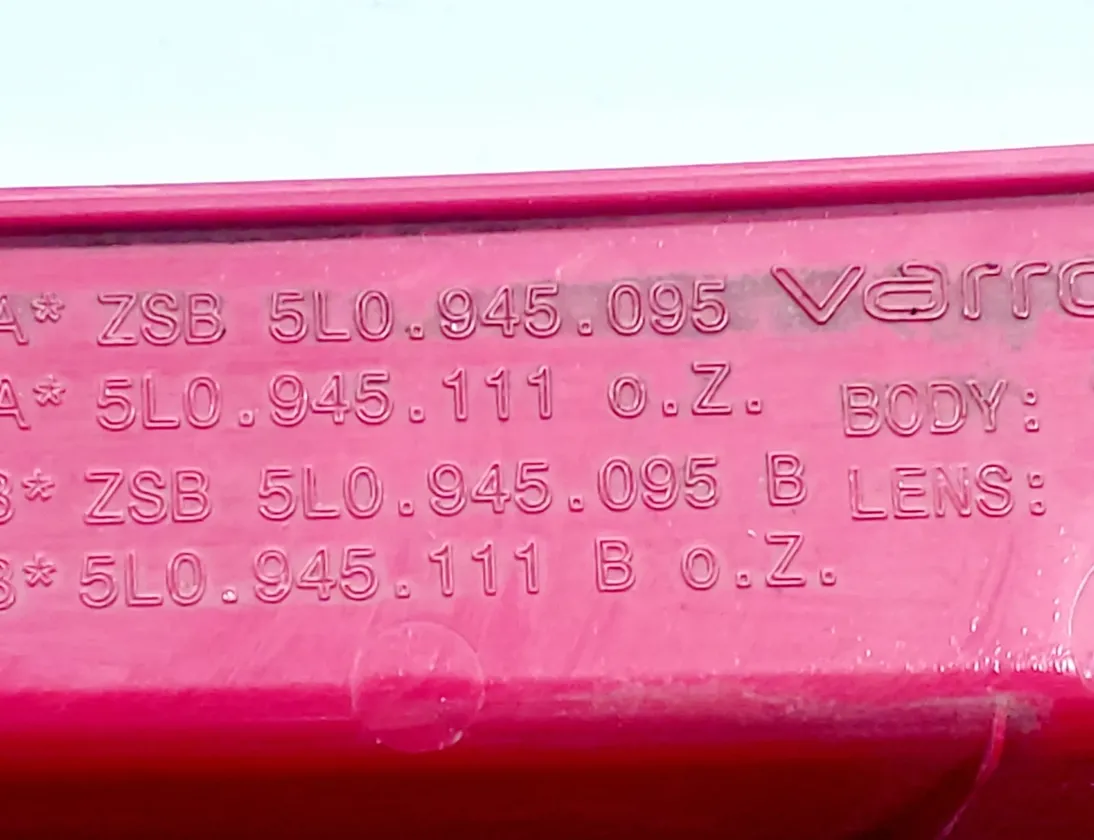 A* ZSB 5L0.945.095 varro
A* 5L0.945.111 o.Z. BODY:
B* ZSB 5L0.945.095 B LENS:
B* 5L0.945.111 B o.Z.